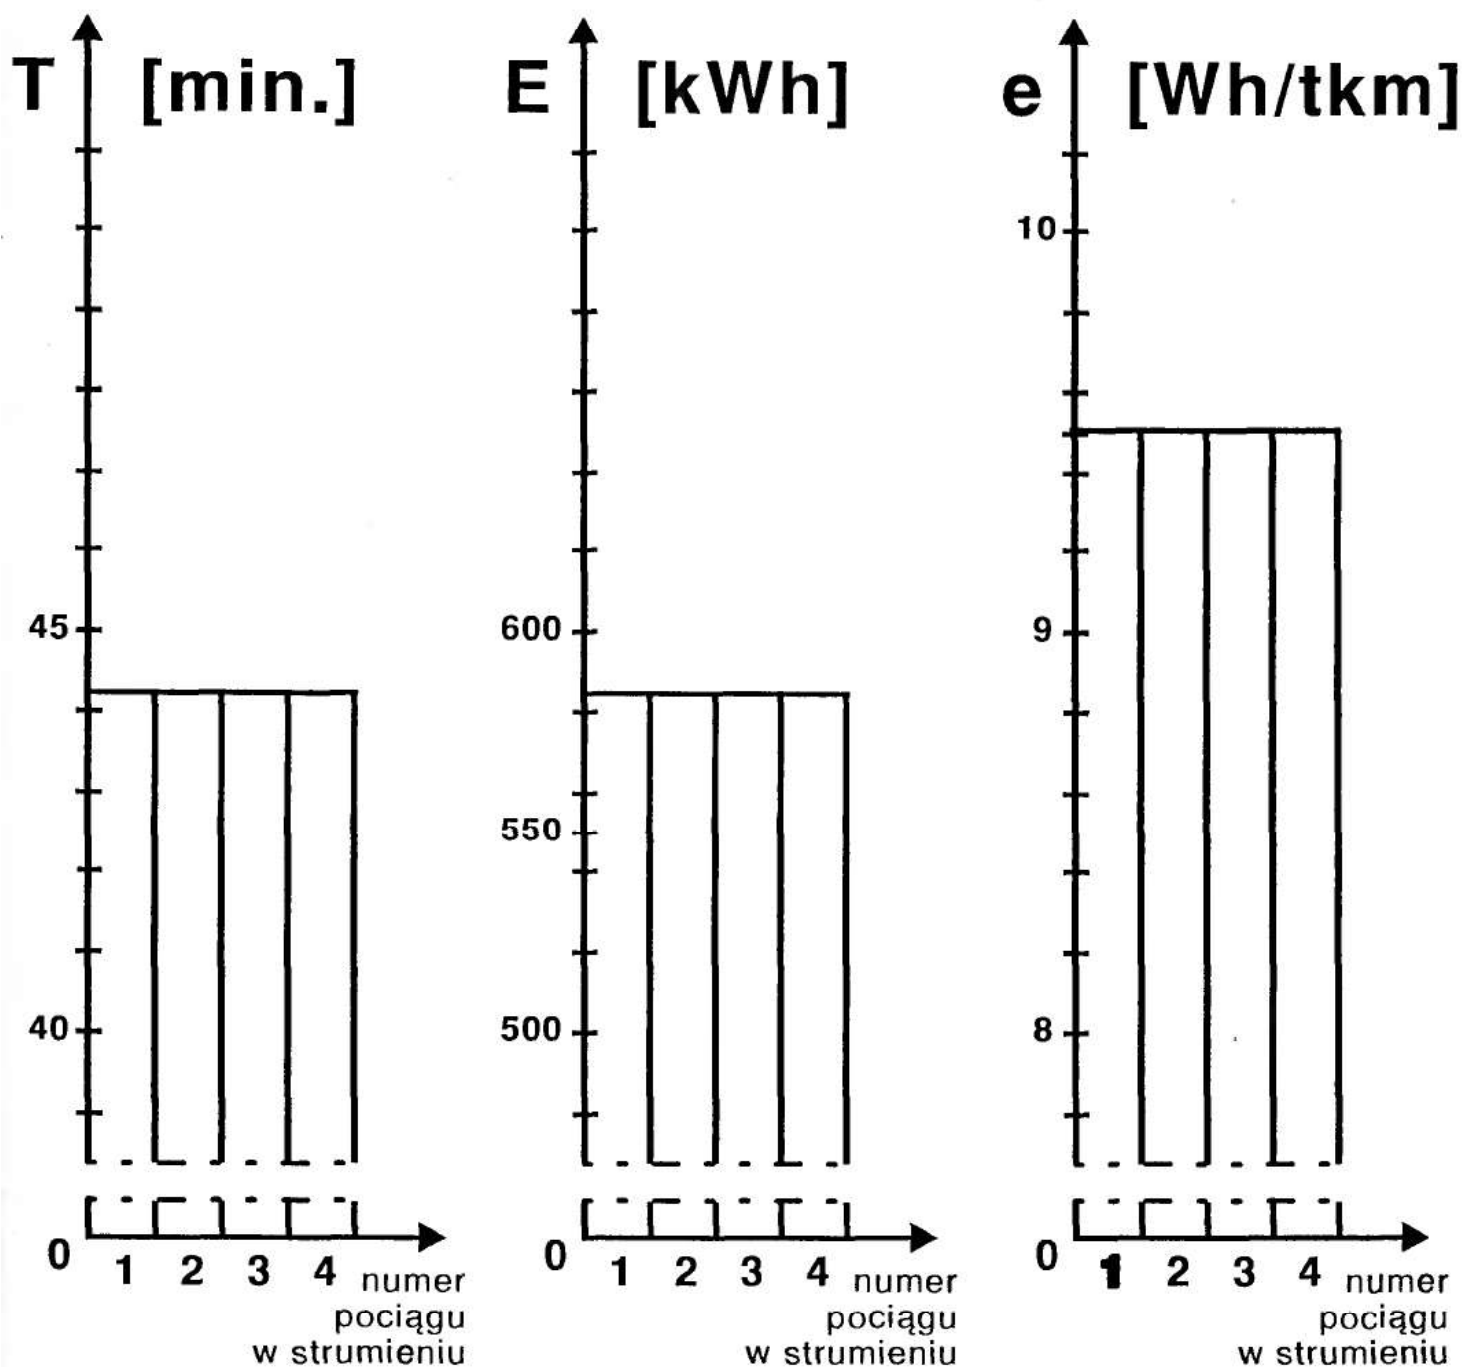 T [min.]
45
40
0
1 2 3 4 numer
pociągu
w strumieniu
E [kWh]
600
550
500
0
1 2 3 4 numer
pociągu
w strumieniu
e [Wh/tkm]
10
9
8
0
1 2 3 4 numer
pociągu
w strumieniu